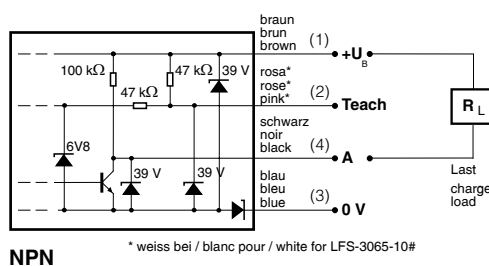 braun
brun
brown
(1)
+U B
100 kΩ
47 kΩ
39 V
47 kΩ
rosa*
rose*
pink*
(2)
Teach
R L
schwarz
noir
black
(4)
A
6V8
39 V
39 V
blau
bleu
blue
(3)
0 V
Last
charge
load
* weiss bei / blanc pour / white for LFS-3065-10#
NPN